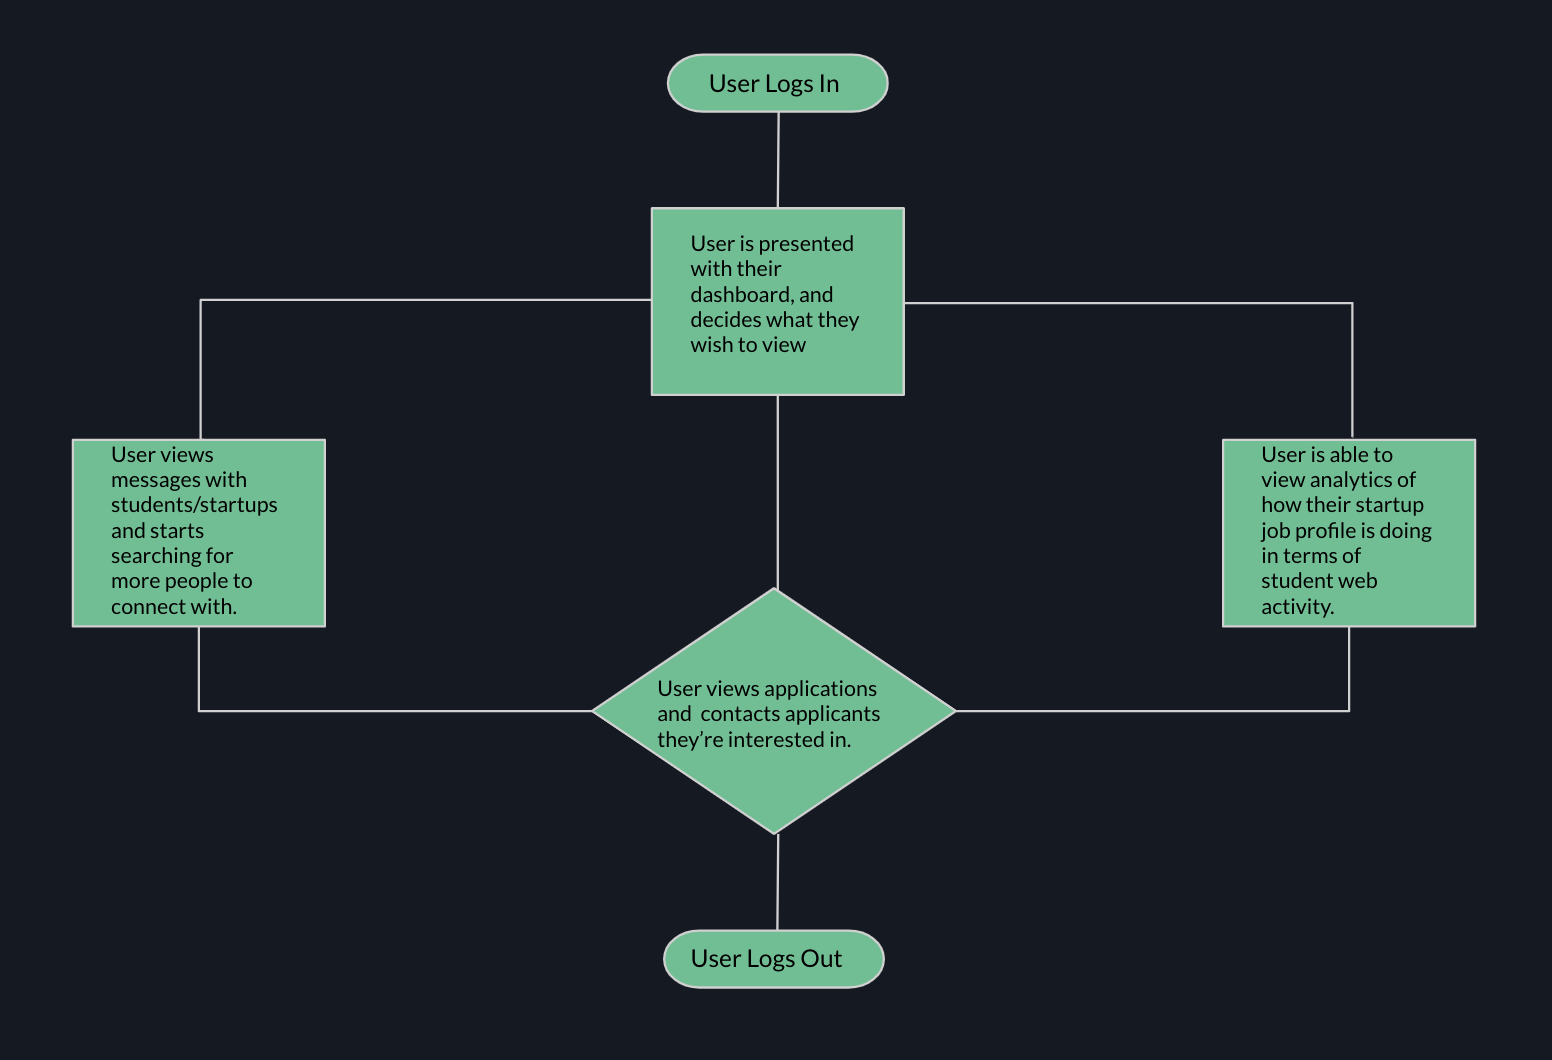 User Logs In
User is presented
with their
dashboard, and
decides what they
wish to view
User views
messages with
students/startups
and starts
searching for
more people to
connect with.
User is able to
view analytics of
how their startup
job profile is doing
in terms of
student web
activity.
User views applications
and  contacts applicants
they’re interested in.
User Logs Out